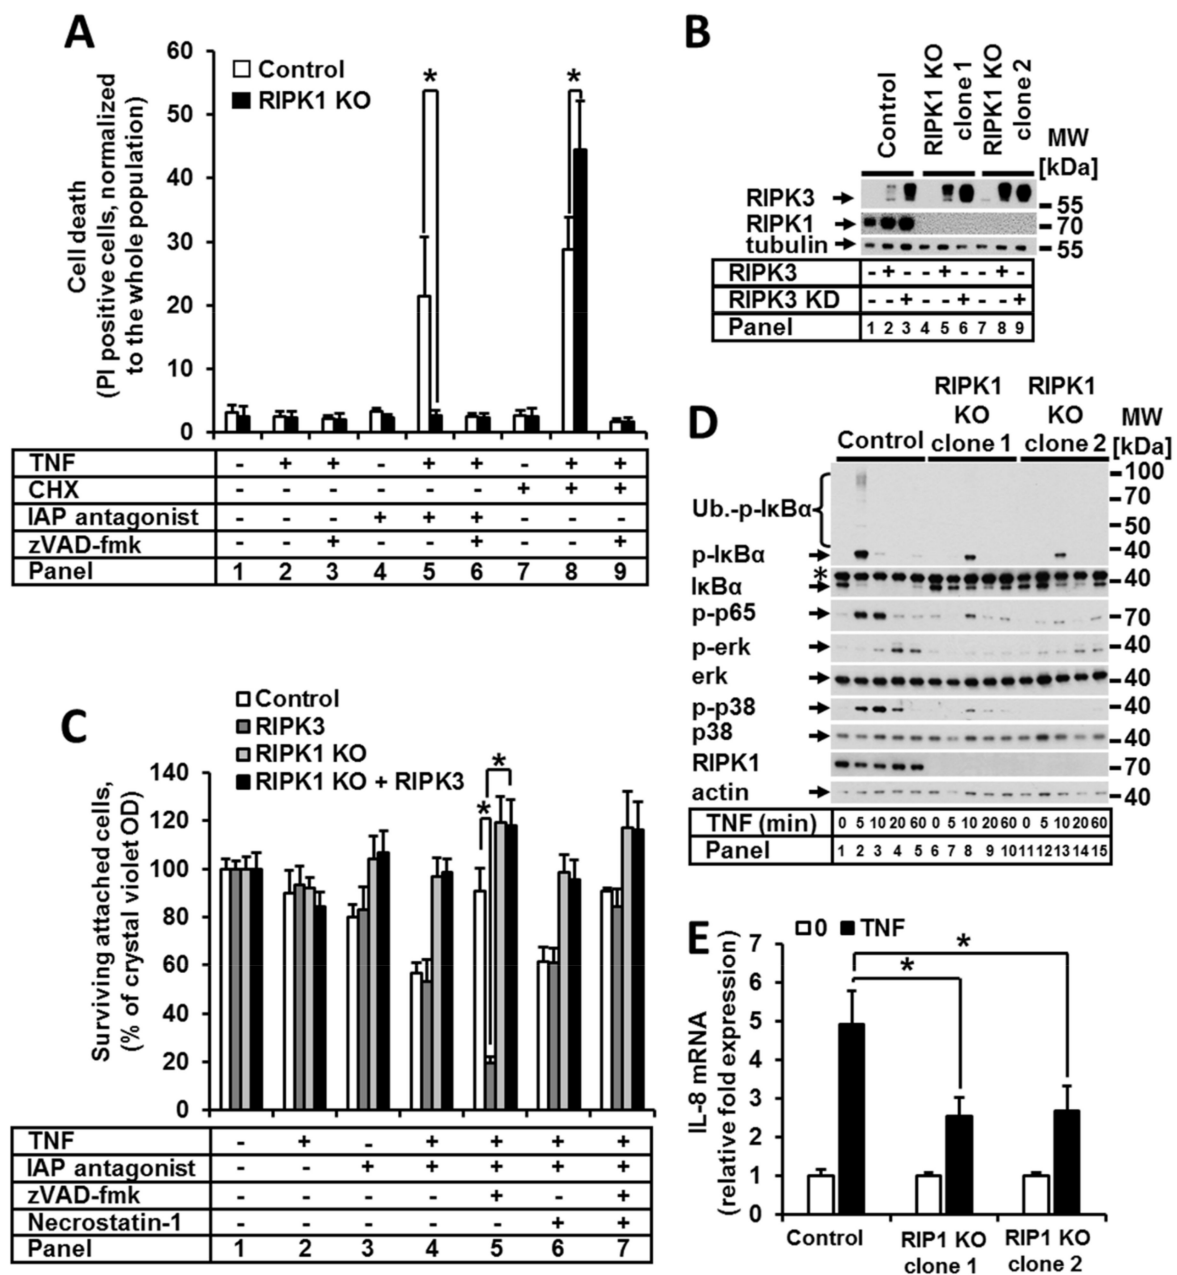 A
60
50
40
30
20
10
0
Cell death
(PI positive cells, normalized
to the whole population)
Control
RIPK1 KO
*
*
TNF - + + - + + - + +
CHX - - - - - - + + +
IAP antagonist - - - + + + - - -
zVAD-fmk - - + - - + - - +
Panel 1 2 3 4 5 6 7 8 9
B
Control
RIPK1 KO
clone 1
RIPK1 KO
clone 2
MW
[kDa]
RIPK3
55
RIPK1
70
tubulin
55
RIPK3 - + - - + - - + -
RIPK3 KD - - + - - + - - +
Panel 1 2 3 4 5 6 7 8 9
C
Control
RIPK3
RIPK1 KO
RIPK1 KO + RIPK3
140
120
100
80
60
40
20
0
Surviving attached cells,
(% of crystal violet OD)
*
*
TNF - + - + + + +
IAP antagonist - - + + + + +
zVAD-fmk - - - - + - +
Necrostatin-1 - - - - - + +
Panel 1 2 3 4 5 6 7
D
Control
RIPK1
KO
clone 1
RIPK1
KO
clone 2
MW
[kDa]
100
Ub.-p-IκBα
70
50
p-IκBα
40
*
IκBα
40
p-p65
70
p-erk
40
erk
40
p-p38
40
p38
40
RIPK1
70
actin
40
TNF (min) 0 5 10 20 60 0 5 10 20 60 0 5 10 20 60
Panel 1 2 3 4 5 6 7 8 9 10 11 12 13 14 15
E
0 TNF
7
6
5
4
3
2
1
0
IL-8 mRNA
(relative fold expression)
*
*
Control
RIP1 KO
clone 1
RIP1 KO
clone 2